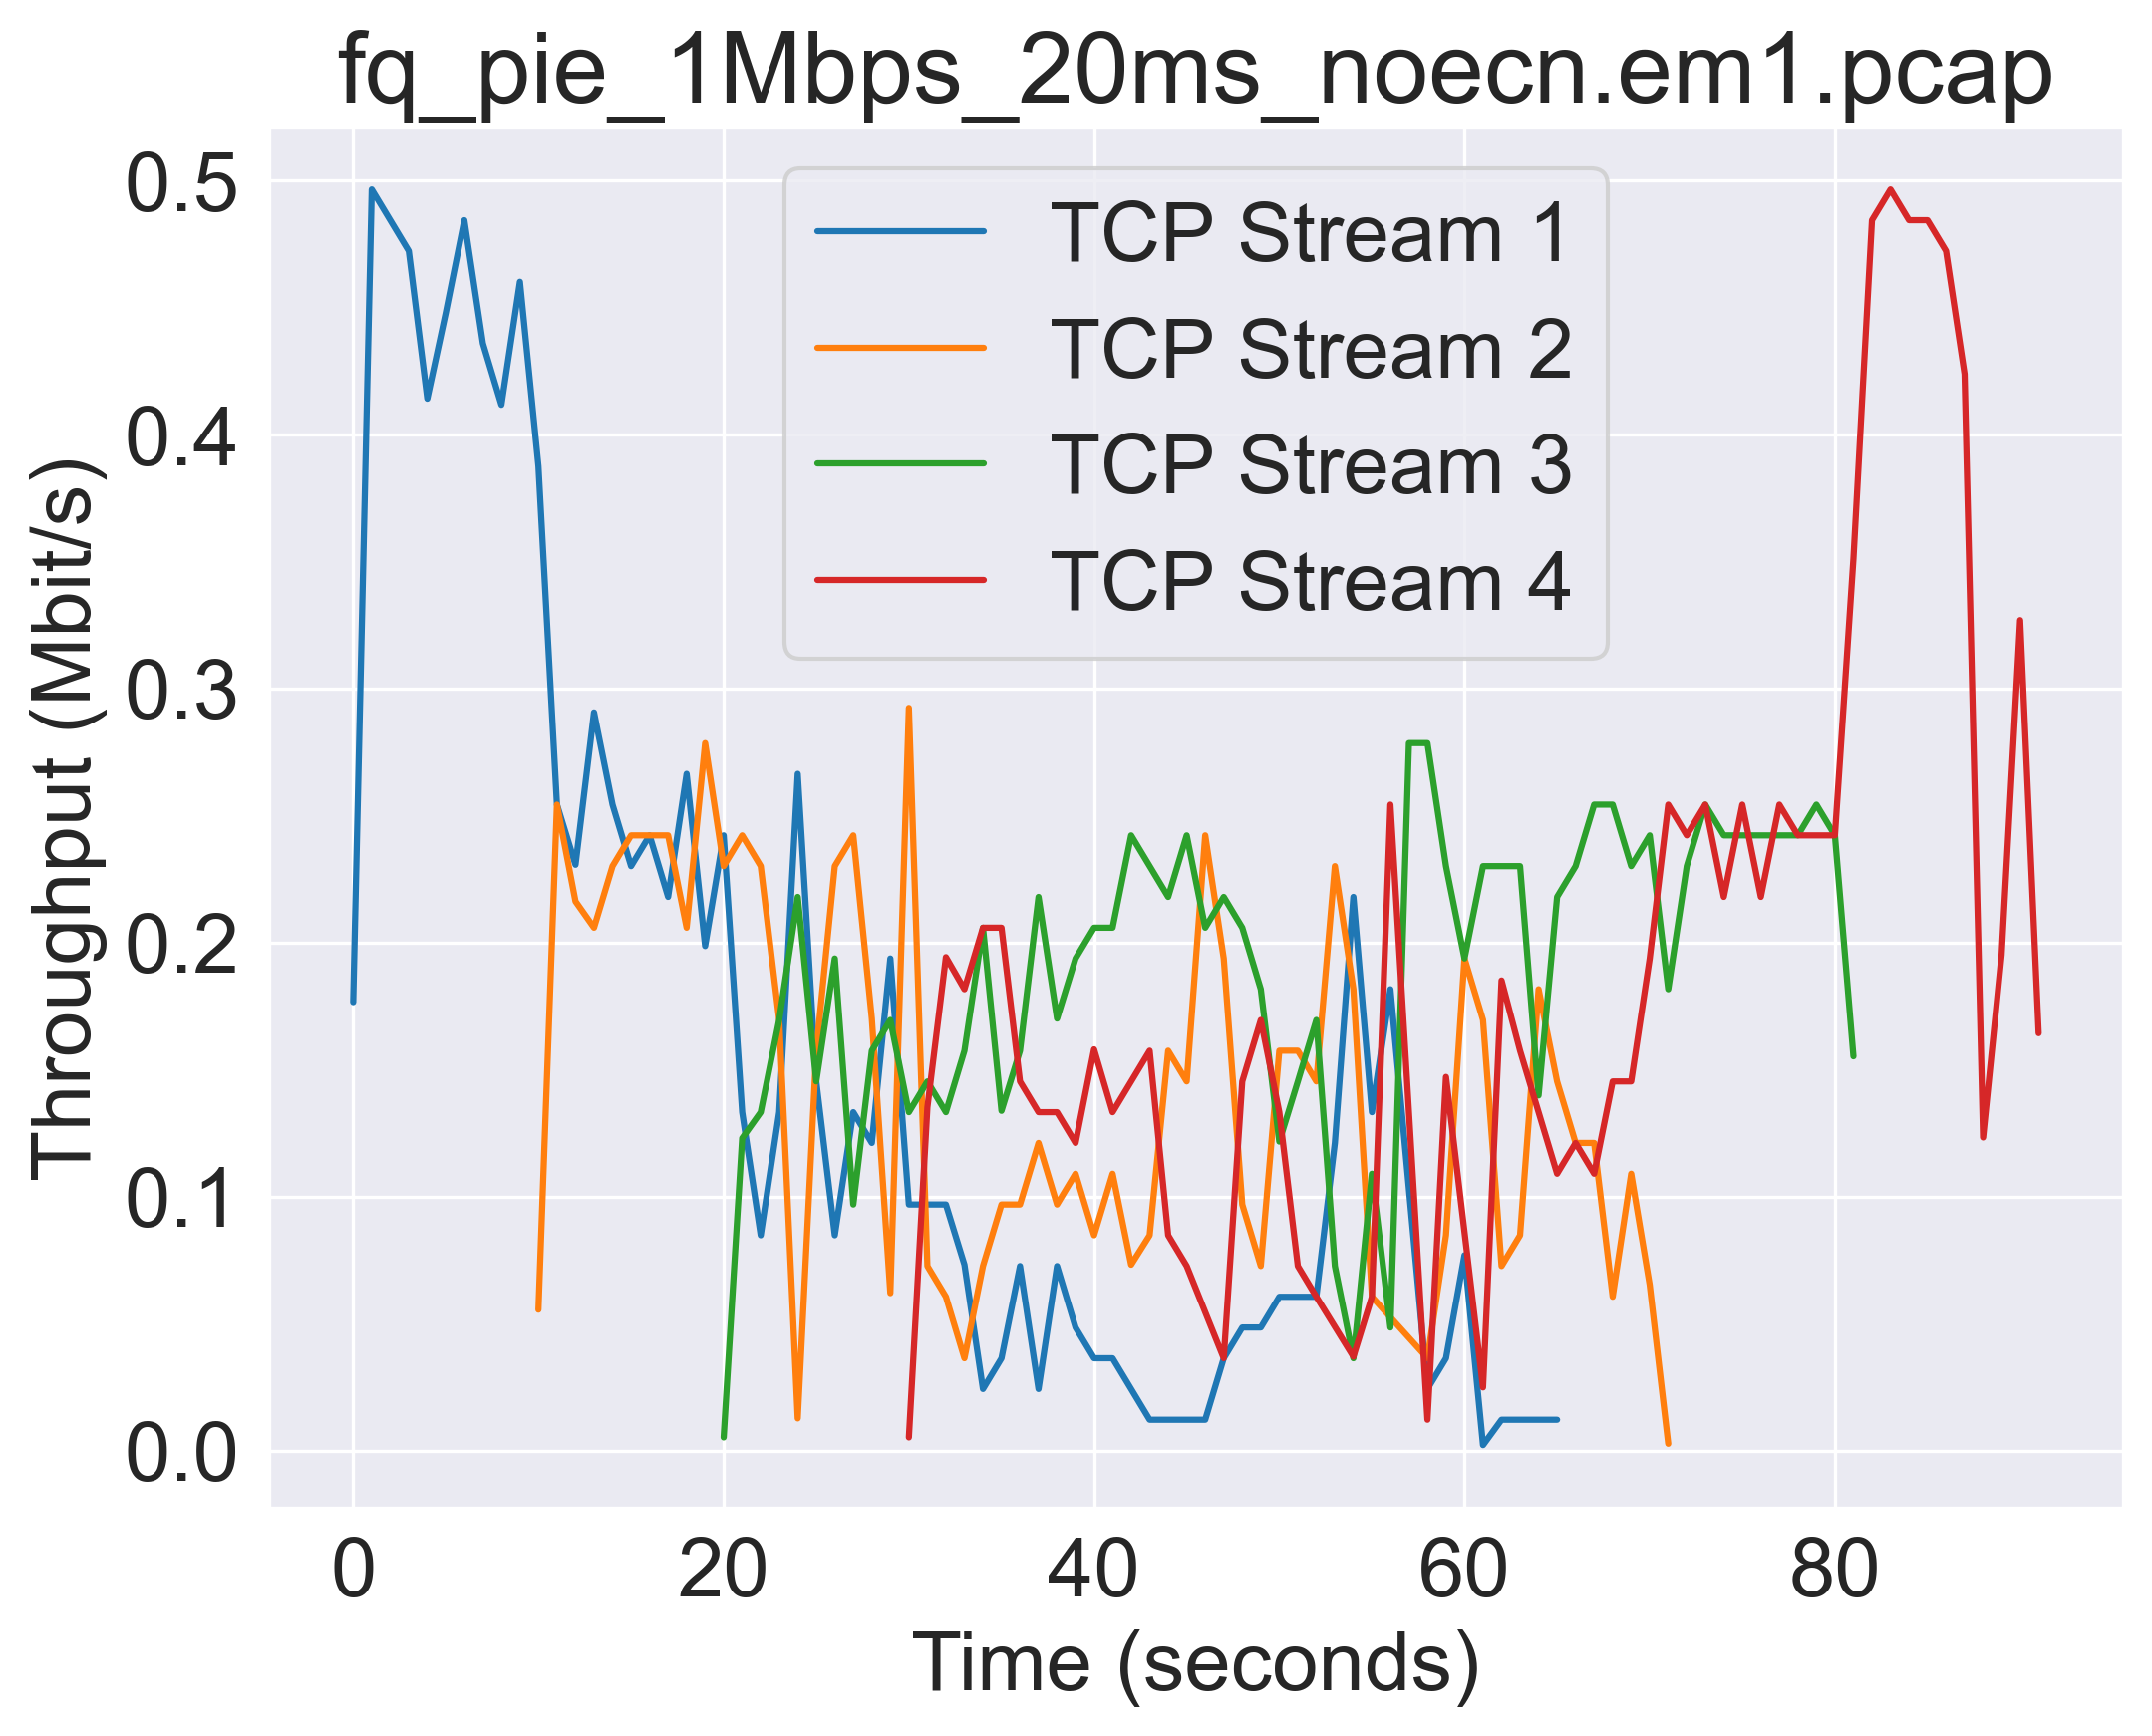 fq_pie_1Mbps_20ms_noecn.em1.pcap
Throughput (Mbit/s)
0.5
0.4
0.3
0.2
0.1
0.0
TCP Stream 1
TCP Stream 2
TCP Stream 3
TCP Stream 4
0 20 40 60 80
Time (seconds)